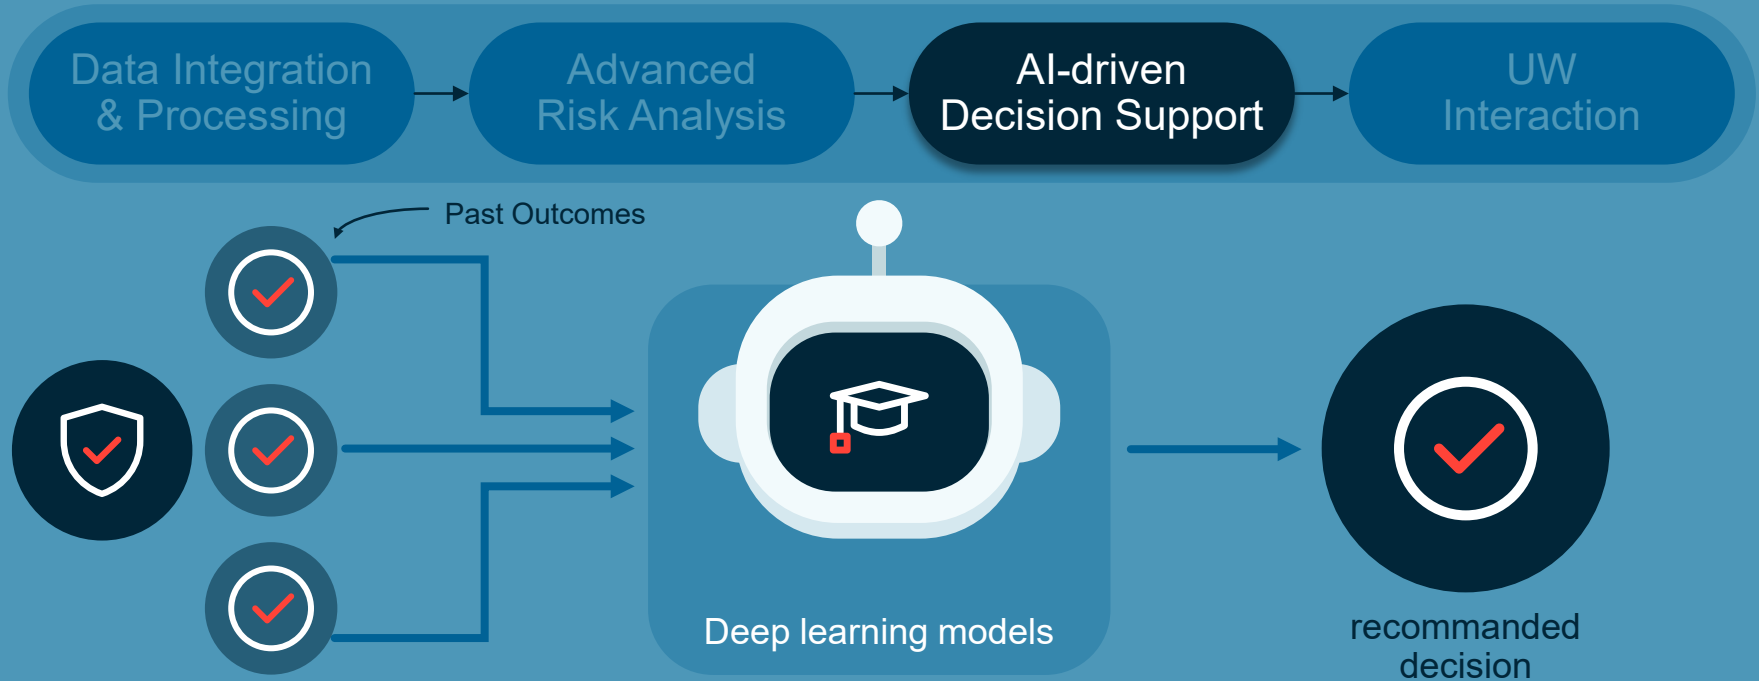 Data Integration
& Processing
Advanced
Risk Analysis
AI-driven
Decision Support
UW
Interaction
Past Outcomes
Deep learning models
recommanded
decision